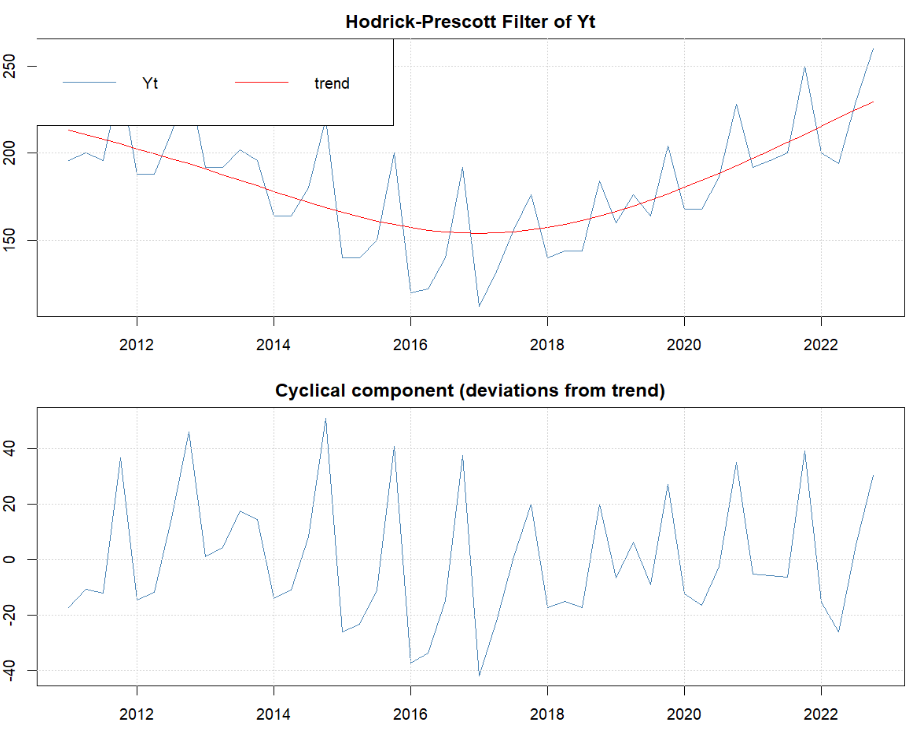 Hodrick-Prescott Filter of Yt
Yt trend
250
200
150
2012 2014 2016 2018 2020 2022
Cyclical component (deviations from trend)
40
20
0
-20
-40
2012 2014 2016 2018 2020 2022